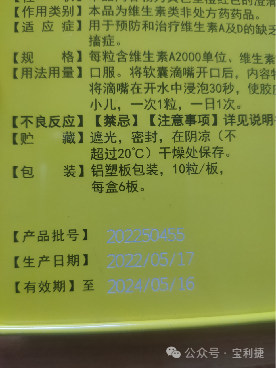 【作用类别】本品为维生素类非处方药药品。
【适应症】用于预防和治疗维生素A及D的缺乏
搐症。
【规格】每粒含维生素A2000单位、维生素
【用法用量】口服。将软囊滴嘴开口后，内容物
将滴嘴在开水中浸泡30秒，使胶
小儿，一次1粒，一日1次。
【不良反应】【禁忌】【注意事项】详见说明
【贮藏】遮光，密封，在阴凉（不
超过20℃）干燥处保存。
【包装】铝塑板包装，10粒/板，
每盒6板。
【产品批号】
【生产日期】2022/05/17
【有效期】至 2024/05/16
公众号·宝利捷